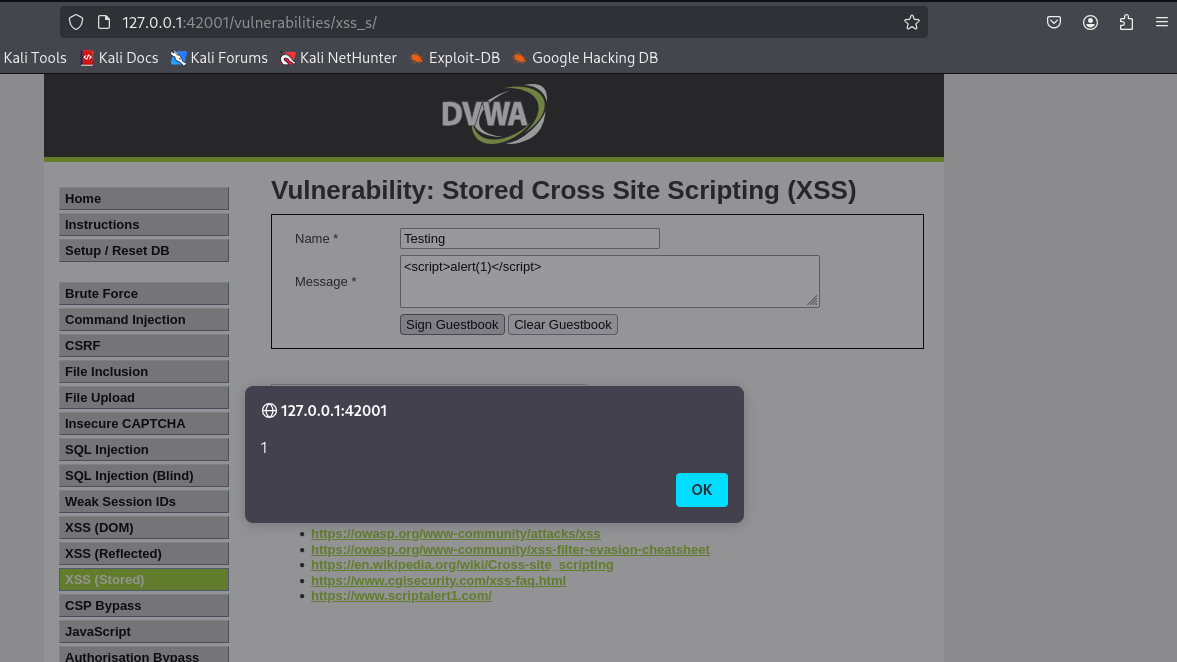 127.0.0.1:42001/vulnerabilities/xss_s/
Kali Tools Kali Docs Kali Forums Kali NetHunter Exploit-DB Google Hacking DB
DVWA
Home
Instructions
Setup / Reset DB
Brute Force
Command Injection
CSRF
File Inclusion
File Upload
Insecure CAPTCHA
SQL Injection
SQL Injection (Blind)
Weak Session IDs
XSS (DOM)
XSS (Reflected)
XSS (Stored)
CSP Bypass
JavaScript
Authorisation Bypass
Vulnerability: Stored Cross Site Scripting (XSS)
Name * Testing
Message * <script>alert(1)</script>
Sign Guestbook Clear Guestbook
127.0.0.1:42001
1
OK
https://owasp.org/www-community/attacks/xss
https://owasp.org/www-community/xss-filter-evasion-cheatsheet
https://en.wikipedia.org/wiki/Cross-site_scripting
https://www.cgisecurity.com/xss-faq.html
https://www.scriptalert1.com/